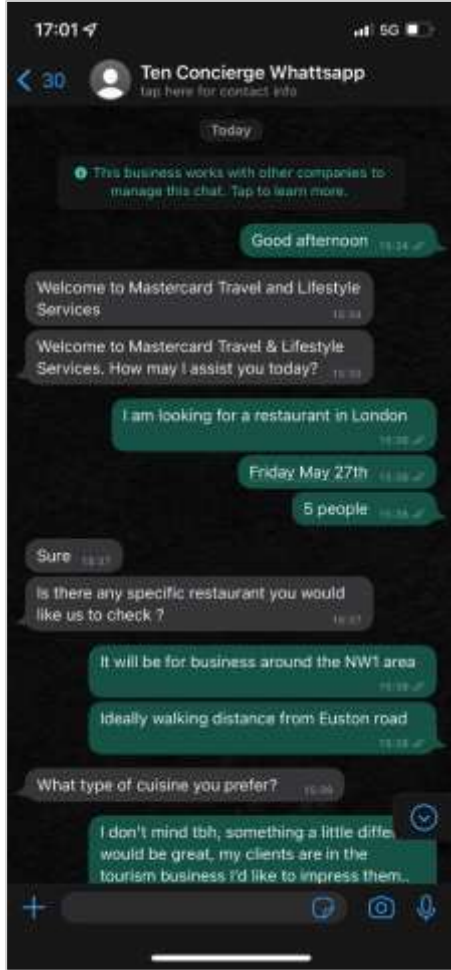 17:01
5G
30
Ten Concierge Whattsapp
tap here for contact info
Today
This business works with other companies to
manage this chat. Tap to learn more.
Good afternoon
Welcome to Mastercard Travel and Lifestyle
Services
Welcome to Mastercard Travel & Lifestyle
Services. How may I assist you today?
I am looking for a restaurant in London
Friday May 27th
5 people
Sure
Is there any specific restaurant you would
like us to check ?
It will be for business around the NW1 area
Ideally walking distance from Euston road
What type of cuisine you prefer?
I don't mind tbh, something a little diffe
would be great, my clients are in the
tourism business I'd like to impress them..